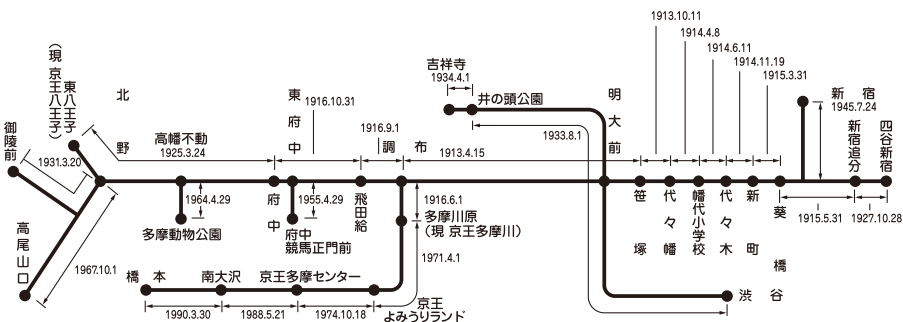 1913.10.11
1914.4.8
1914.6.11
1914.11.19
1915.3.31
吉祥寺
1934.4.1
井の頭公園
1933.8.1
明大前
新宿
1945.7.24
新宿追分
四谷新宿
東八王子
(現 京王八王子)
北野
高幡不動
1925.3.24
東府中
1916.10.31
1916.9.1
調布
1913.4.15
御陵前
1931.3.20
1964.4.29
多摩動物公園
府中
1955.4.29
府中
競馬正門前
飛田給
1916.6.1
多摩川原
(現 京王多摩川)
1971.4.1
笹塚
代々幡
幡代小学校
代々木
新町
葵橋
1915.5.31
1927.10.28
高尾山口
1967.10.1
橋本
南大沢
京王多摩センター
京王
よみうりランド
1990.3.30
1988.5.21
1974.10.18
渋谷